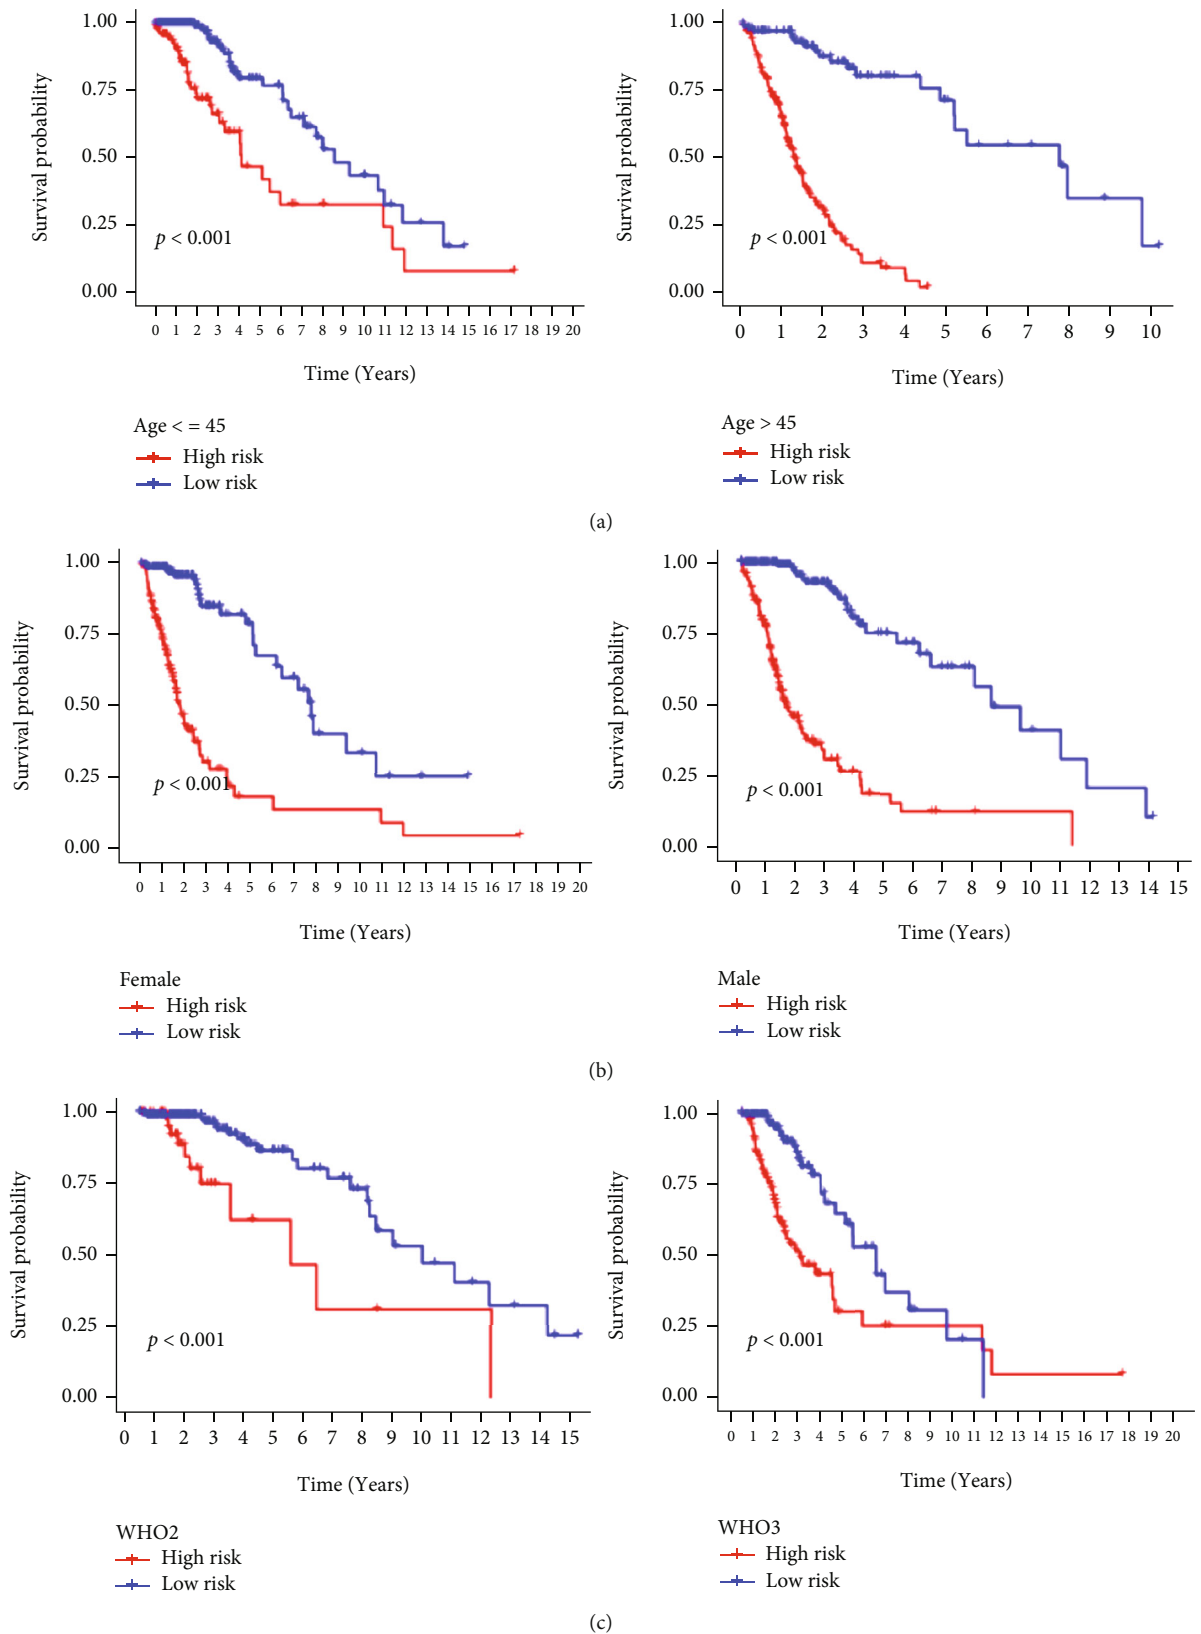 1.00
0.75
0.50
0.25
0.00
Survival probability
p < 0.001
0 1 2 3 4 5 6 7 8 9 10 11 12 13 14 15 16 17 18 19 20
Time (Years)
Age < = 45
High risk
Low risk
1.00
0.75
0.50
0.25
0.00
Survival probability
p < 0.001
0 1 2 3 4 5 6 7 8 9 10
Time (Years)
Age > 45
High risk
Low risk
(a)
1.00
0.75
0.50
0.25
0.00
Survival probability
p < 0.001
0 1 2 3 4 5 6 7 8 9 10 11 12 13 14 15 16 17 18 19 20
Time (Years)
Female
High risk
Low risk
1.00
0.75
0.50
0.25
0.00
Survival probability
p < 0.001
0 1 2 3 4 5 6 7 8 9 10 11 12 13 14 15
Time (Years)
Male
High risk
Low risk
(b)
1.00
0.75
0.50
0.25
0.00
Survival probability
p < 0.001
0 1 2 3 4 5 6 7 8 9 10 11 12 13 14 15
Time (Years)
WHO2
High risk
Low risk
1.00
0.75
0.50
0.25
0.00
Survival probability
p < 0.001
0 1 2 3 4 5 6 7 8 9 10 11 12 13 14 15 16 17 18 19 20
Time (Years)
WHO3
High risk
Low risk
(c)